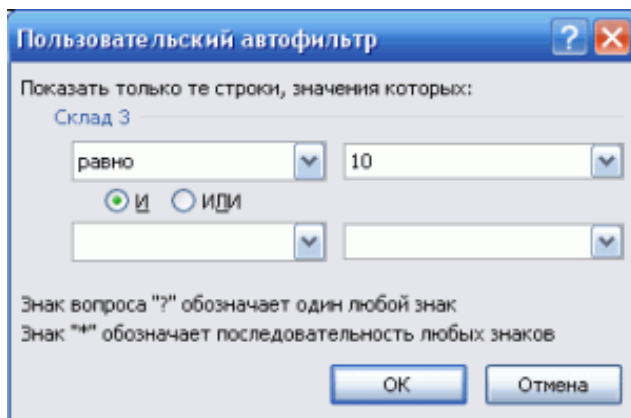 Пользовательский автофильтр
Показать только те строки, значения которых:
Склад 3
равно 10
И ИЛИ
Знак вопроса "?" обозначает один любой знак
Знак "*" обозначает последовательность любых знаков
ОК Отмена